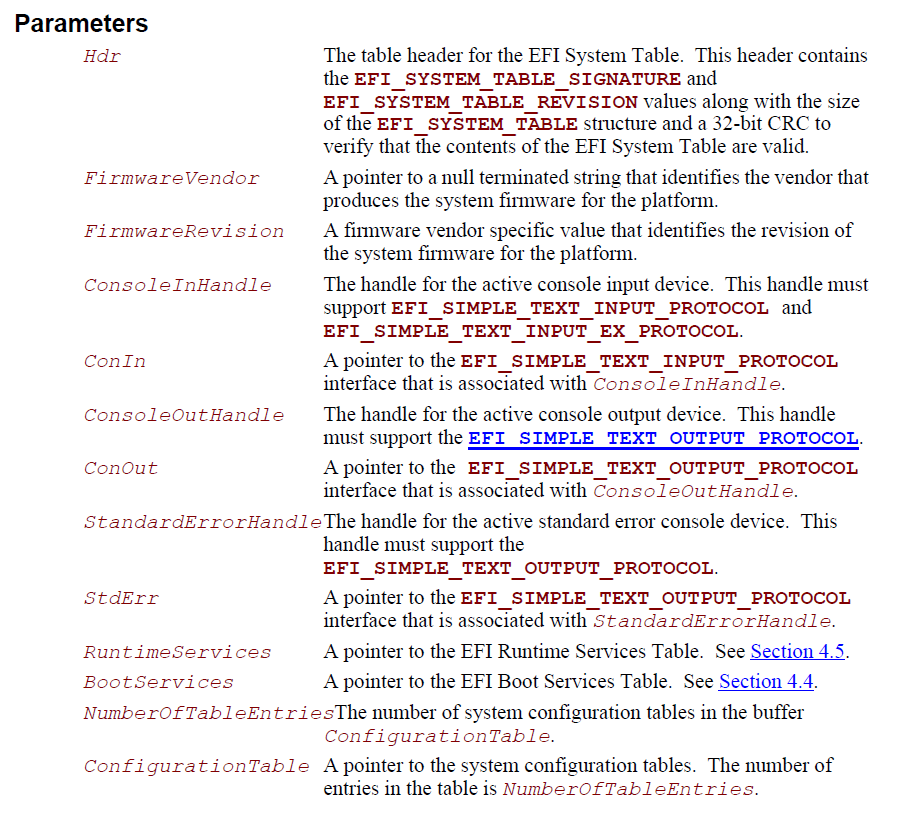 Parameters
Hdr The table header for the EFI System Table. This header contains
the EFI_SYSTEM_TABLE_SIGNATURE and
EFI_SYSTEM_TABLE_REVISION values along with the size
of the EFI_SYSTEM_TABLE structure and a 32-bit CRC to
verify that the contents of the EFI System Table are valid.
FirmwareVendor A pointer to a null terminated string that identifies the vendor that
produces the system firmware for the platform.
FirmwareRevision A firmware vendor specific value that identifies the revision of
the system firmware for the platform.
ConsoleInHandle The handle for the active console input device. This handle must
support EFI_SIMPLE_TEXT_INPUT_PROTOCOL and
EFI_SIMPLE_TEXT_INPUT_EX_PROTOCOL.
ConIn A pointer to the EFI_SIMPLE_TEXT_INPUT_PROTOCOL
interface that is associated with ConsoleInHandle.
ConsoleOutHandle The handle for the active console output device. This handle
must support the EFI_SIMPLE_TEXT_OUTPUT_PROTOCOL.
ConOut A pointer to the EFI_SIMPLE_TEXT_OUTPUT_PROTOCOL
interface that is associated with ConsoleOutHandle.
StandardErrorHandle The handle for the active standard error console device. This
handle must support the
EFI_SIMPLE_TEXT_OUTPUT_PROTOCOL.
StdErr A pointer to the EFI_SIMPLE_TEXT_OUTPUT_PROTOCOL
interface that is associated with StandardErrorHandle.
RuntimeServices A pointer to the EFI Runtime Services Table. See Section 4.5.
BootServices A pointer to the EFI Boot Services Table. See Section 4.4.
NumberOfTableEntries The number of system configuration tables in the buffer
ConfigurationTable.
ConfigurationTable A pointer to the system configuration tables. The number of
entries in the table is NumberOfTableEntries.